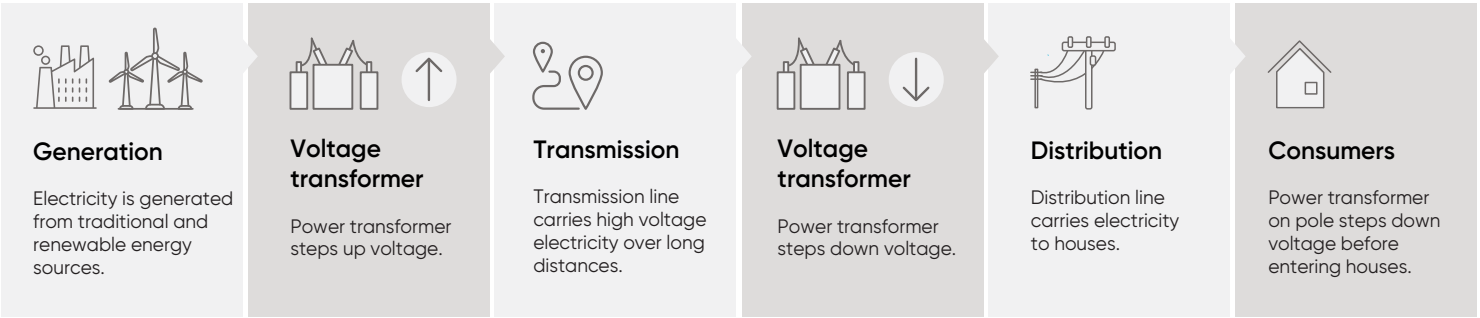 Generation
Electricity is generated
from traditional and
renewable energy
sources.
Voltage
transformer
Power transformer
steps up voltage.
Transmission
Transmission line
carries high voltage
electricity over long
distances.
Voltage
transformer
Power transformer
steps down voltage.
Distribution
Distribution line
carries electricity
to houses.
Consumers
Power transformer
on pole steps down
voltage before
entering houses.